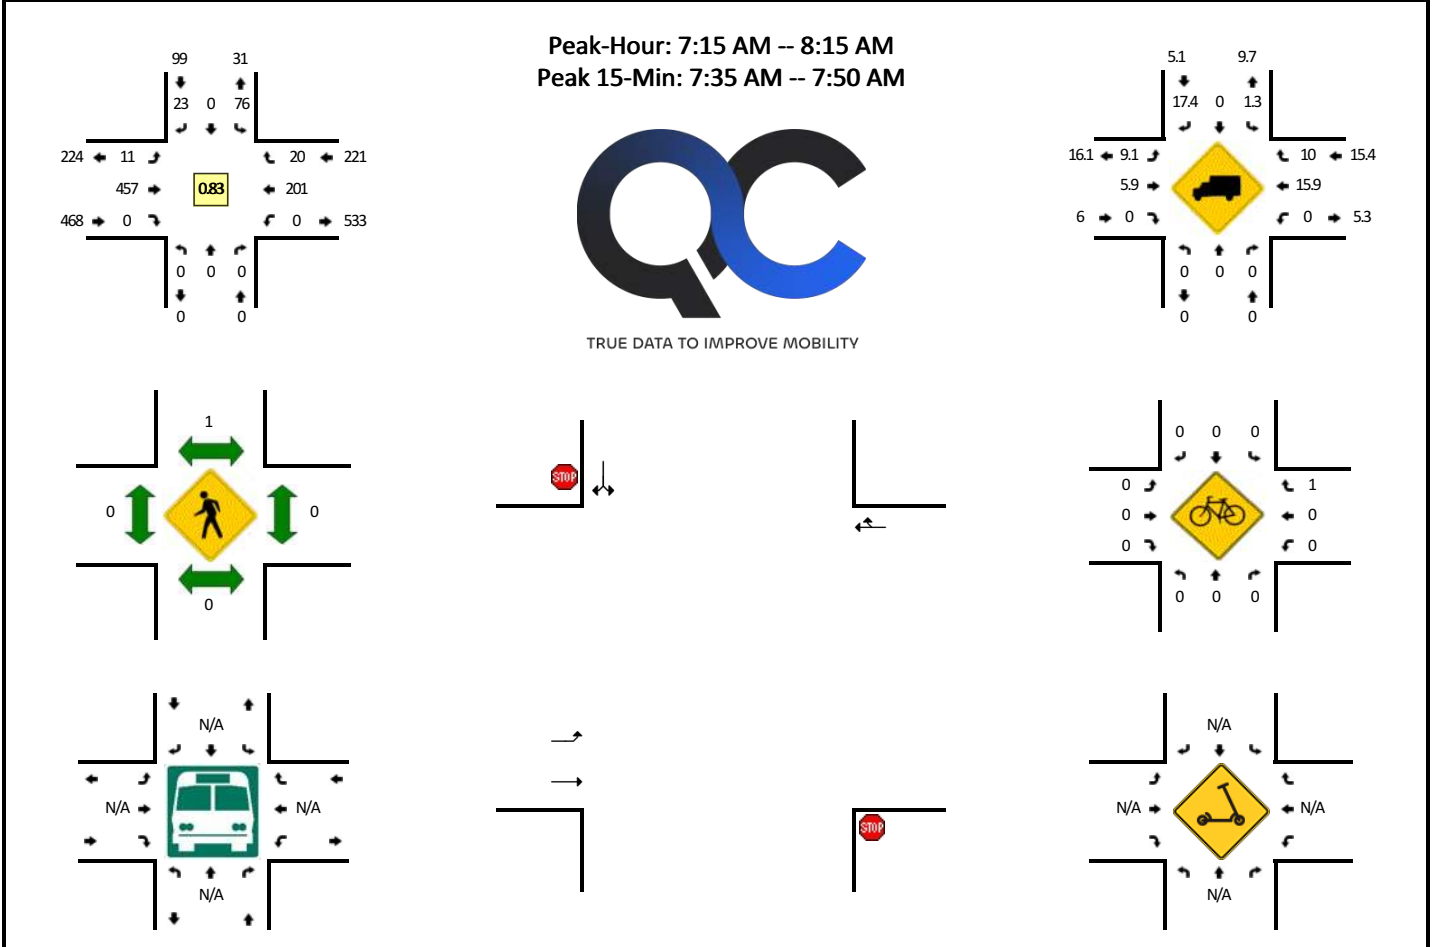 Peak-Hour: 7:15 AM -- 8:15 AM
Peak 15-Min: 7:35 AM -- 7:50 AM
99 31
23 0 76
224 11 20 221
457 0.83 201
468 0 0 533
0 0 0
0 0
TRUE DATA TO IMPROVE MOBILITY
5.1 9.7
17.4 0 1.3
16.1 9.1 10 15.4
5.9 15.9
6 0 0 5.3
0 0 0
0 0
1
0 0
0
STOP
0 0 0
0 1
0 0
0 0
0 0 0
N/A
N/A N/A
N/A
STOP
N/A
N/A N/A
N/A